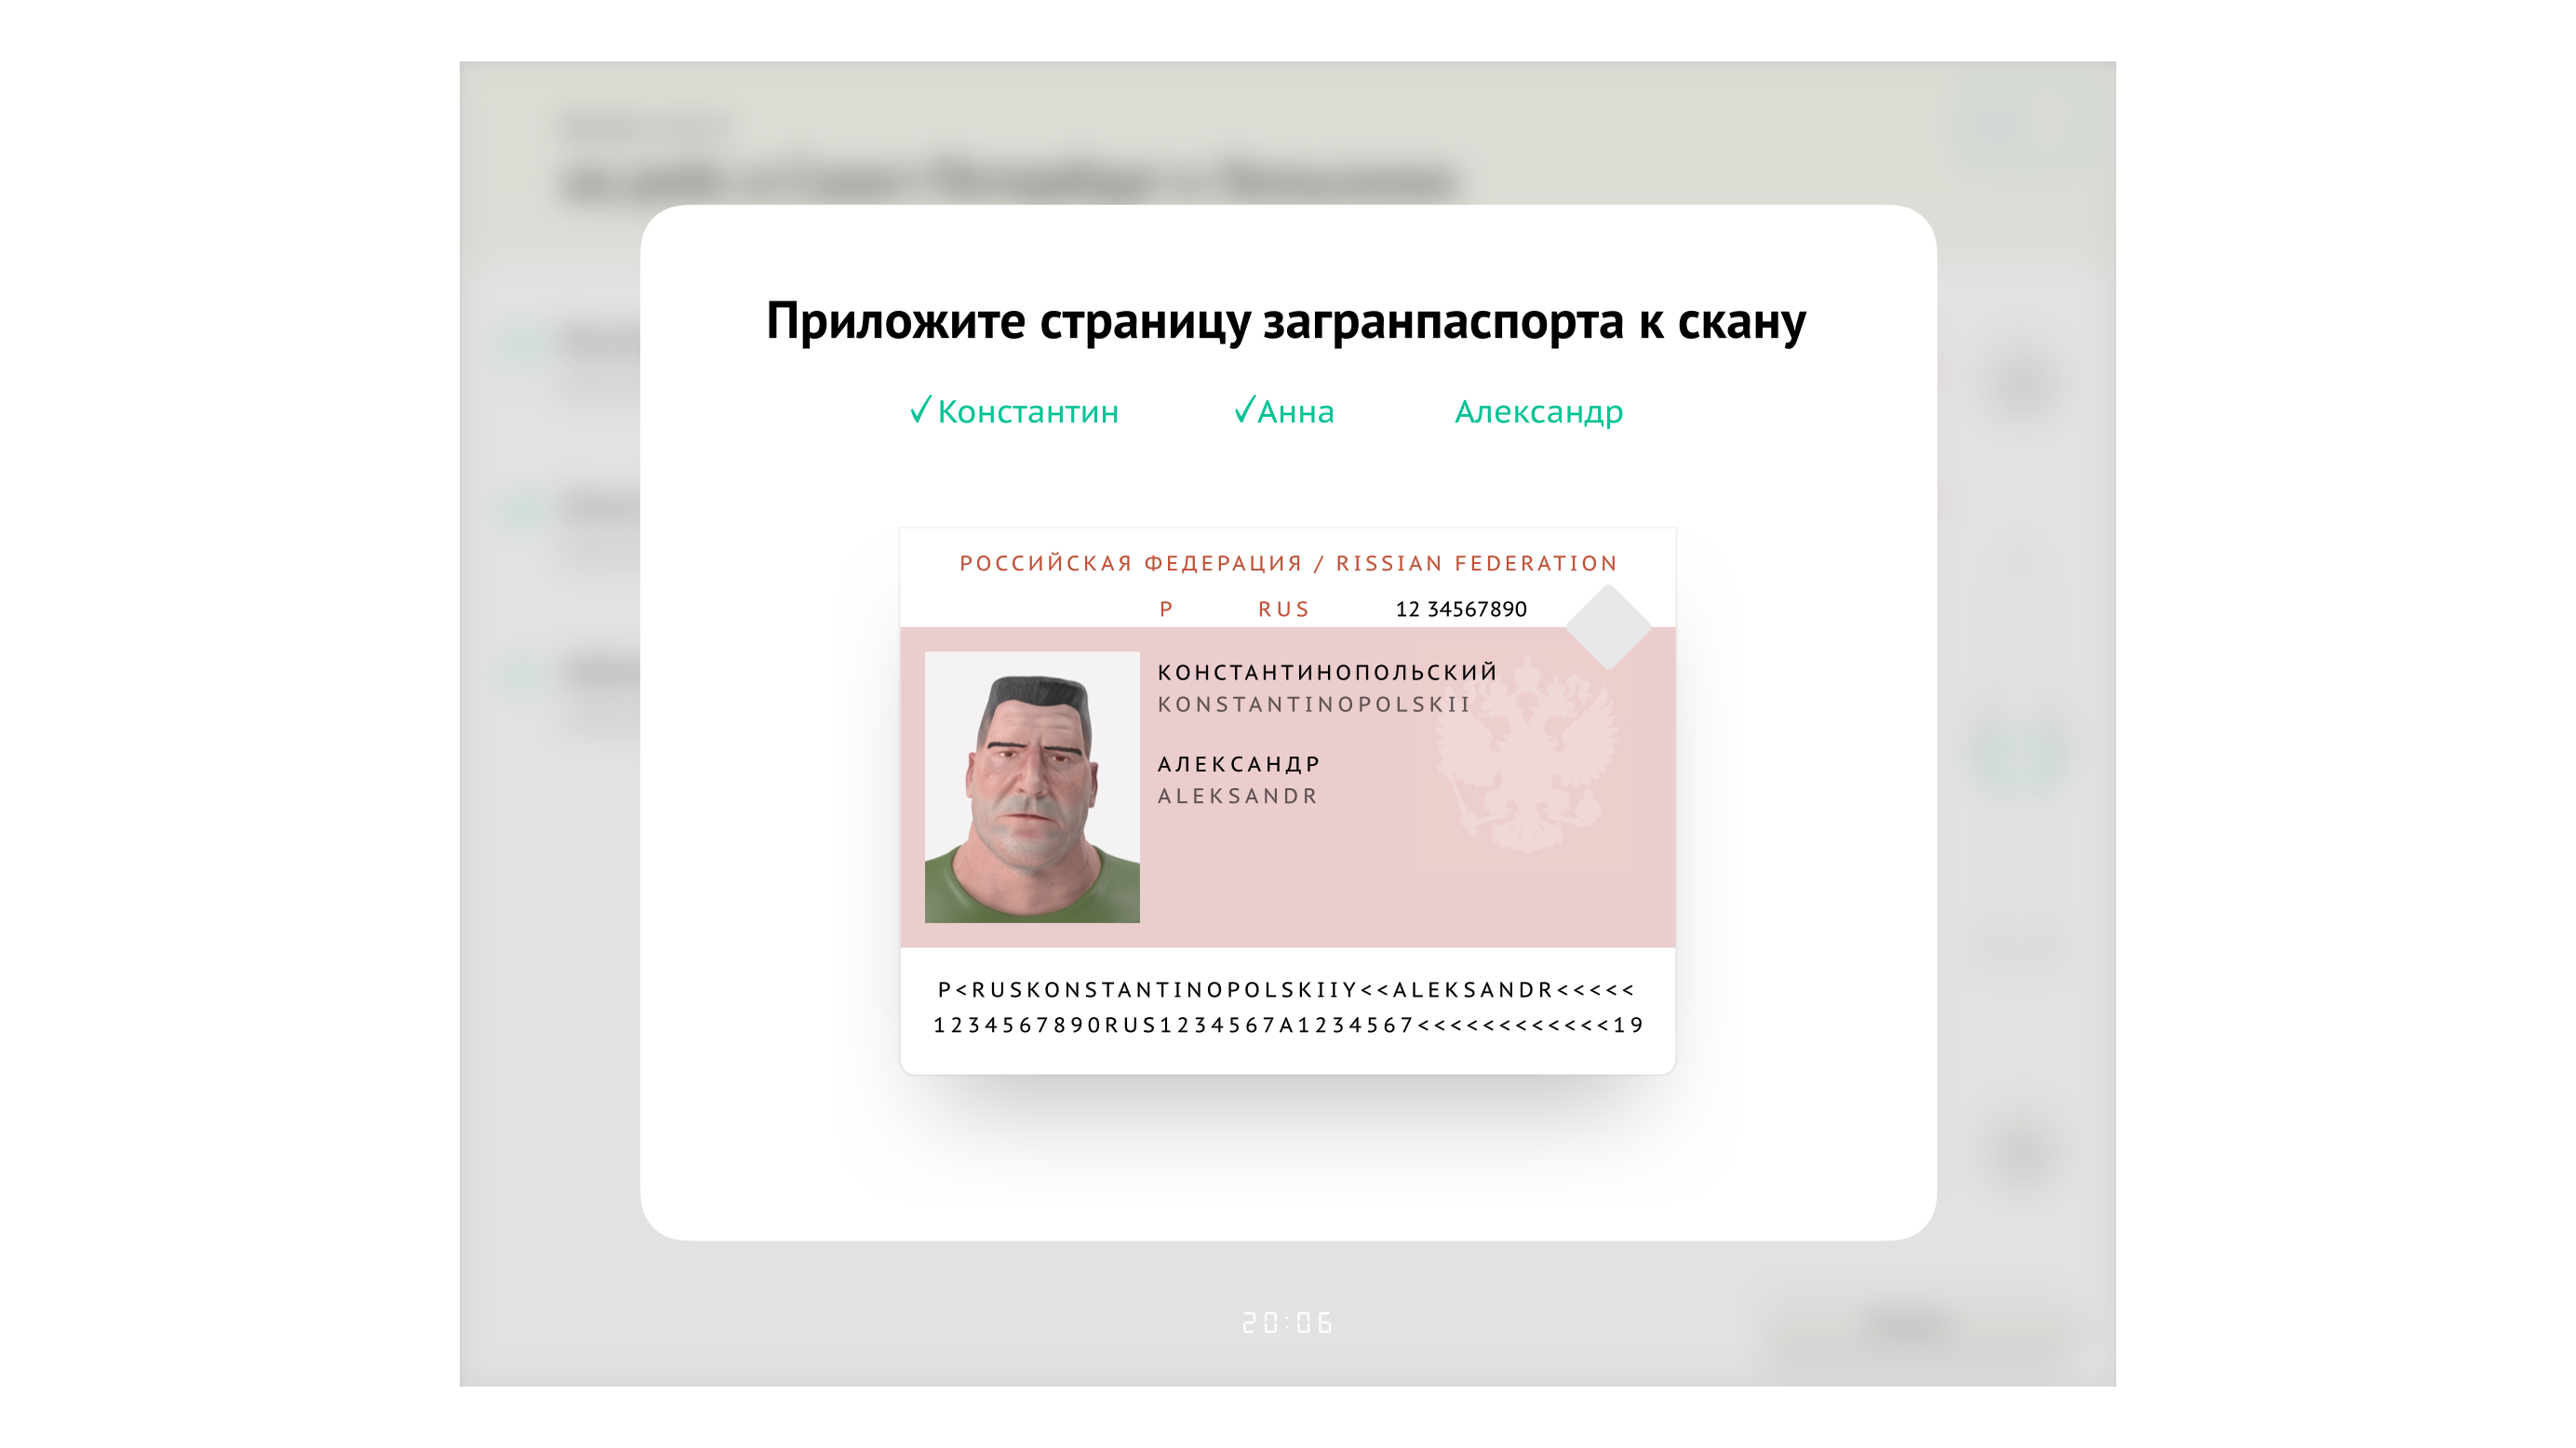 Приложите страницу загранпаспорта к скану
✓Константин ✓Анна Александр
РОССИЙСКАЯ ФЕДЕРАЦИЯ / RISSIAN FEDERATION
P RUS 12 34567890
КОНСТАНТИНОПОЛЬСКИЙ
KONSTANTINOPOLSKII
АЛЕКСАНДР
ALEKSANDR
P<RUSKONSTANTINOPOLSKIIY<<ALEKSANDR<<<<<
1234567890RUS1234567A1234567<<<<<<<<<<<<19
20:06